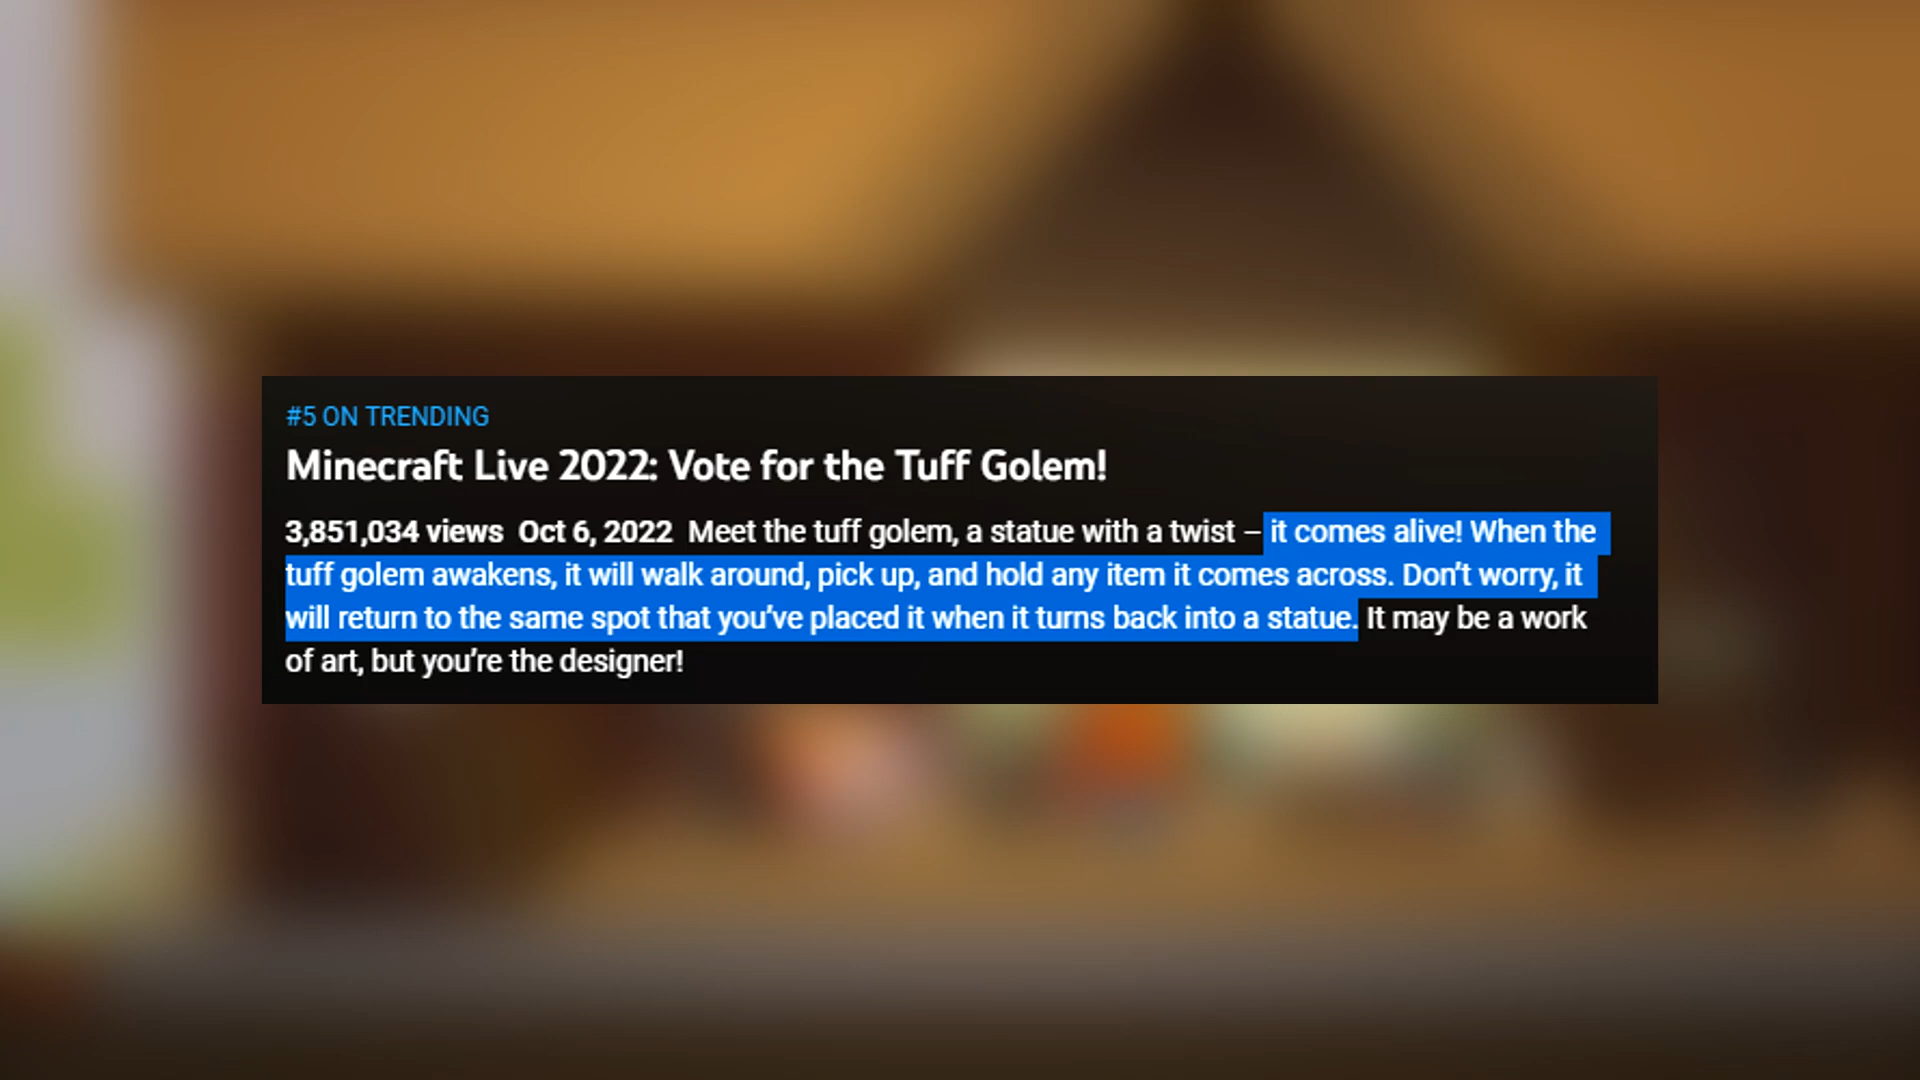 #5 ON TRENDING
Minecraft Live 2022: Vote for the Tuff Golem!
3,851,034 views  Oct 6, 2022  Meet the tuff golem, a statue with a twist – it comes alive! When the
tuff golem awakens, it will walk around, pick up, and hold any item it comes across. Don’t worry, it
will return to the same spot that you’ve placed it when it turns back into a statue. It may be a work
of art, but you’re the designer!